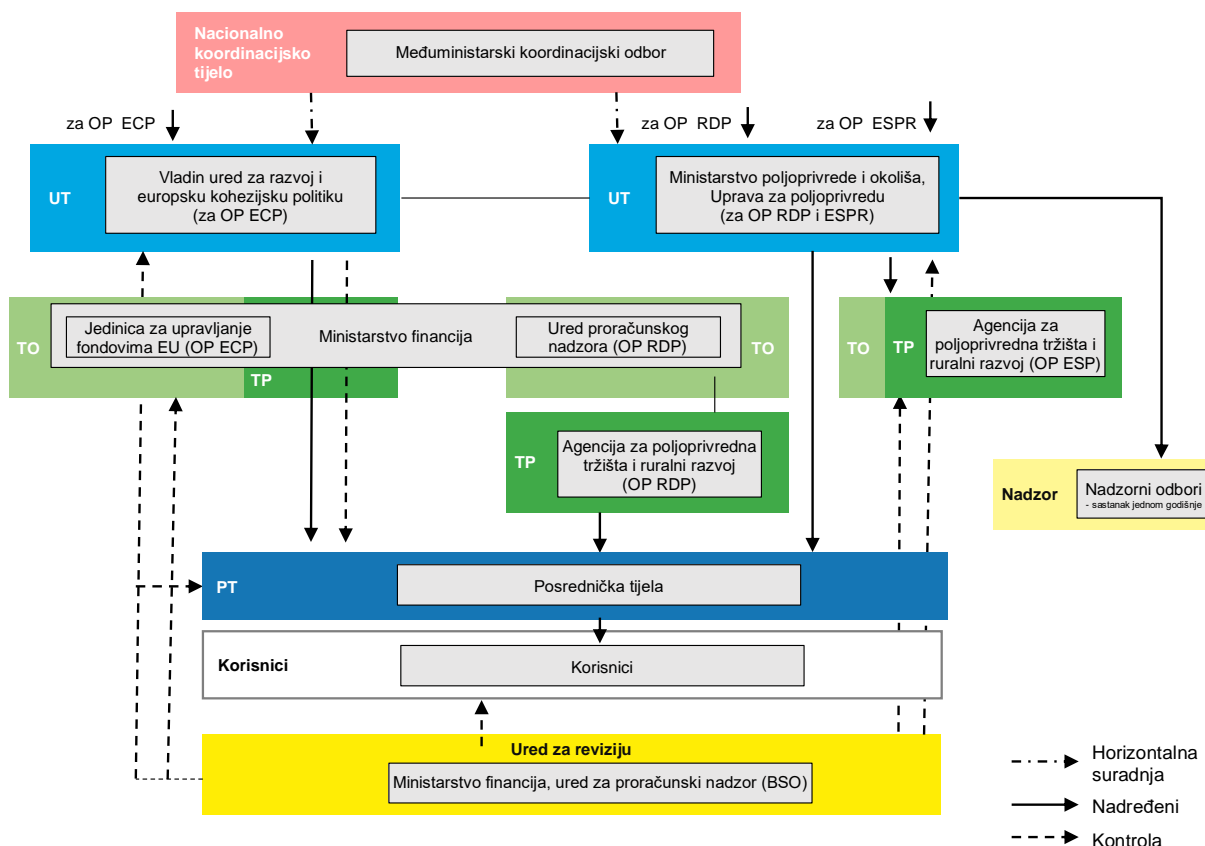 Nacionalno
koordinacijsko
tijelo
Međuministarski koordinacijski odbor
za OP  ECP
za OP  RDP
za OP  ESPR
UT
Vladin ured za razvoj i
europsku kohezijsku politiku
(za OP ECP)
UT
Ministarstvo poljoprivrede i okoliša,
Uprava za poljoprivredu
(za OP RDP i ESPR)
TO
Jedinica za upravljanje
fondovima EU (OP ECP)
TP
Ministarstvo financija
Ured proračunskog
nadzora (OP RDP)
TO
TO
TP
Agencija za
poljoprivredna tržišta i
ruralni razvoj (OP ESP)
TP
Agencija za poljoprivredna
tržišta i ruralni razvoj
(OP RDP)
Nadzor
Nadzorni odbori
- sastanak jednom godišnje
PT
Posrednička tijela
Korisnici
Korisnici
Ured za reviziju
Ministarstvo financija, ured za proračunski nadzor (BSO)
Horizontalna
suradnja
Nadređeni
Kontrola